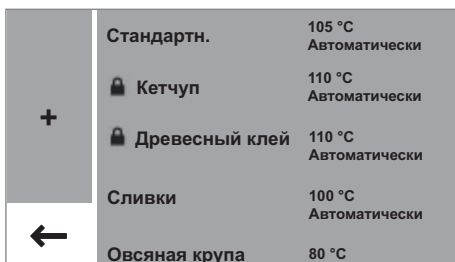 Стандартн.
105 °C
Автоматически
Кетчуп
110 °C
Автоматически
+
Древесный клей
110 °C
Автоматически
Сливки
100 °C
Автоматически
Овсяная крупа
80 °C